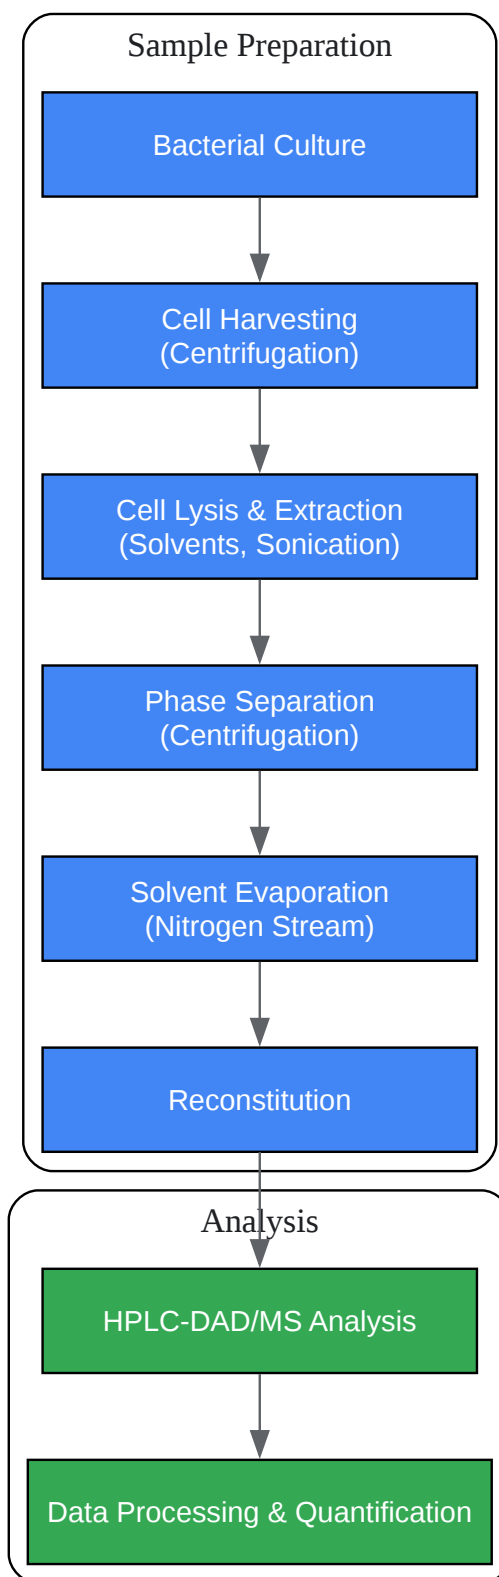 Sample Preparation
Bacterial Culture
Cell Harvesting
(Centrifugation)
Cell Lysis & Extraction
(Solvents, Sonication)
Phase Separation
(Centrifugation)
Solvent Evaporation
(Nitrogen Stream)
Reconstitution
Analysis
HPLC-DAD/MS Analysis
Data Processing & Quantification